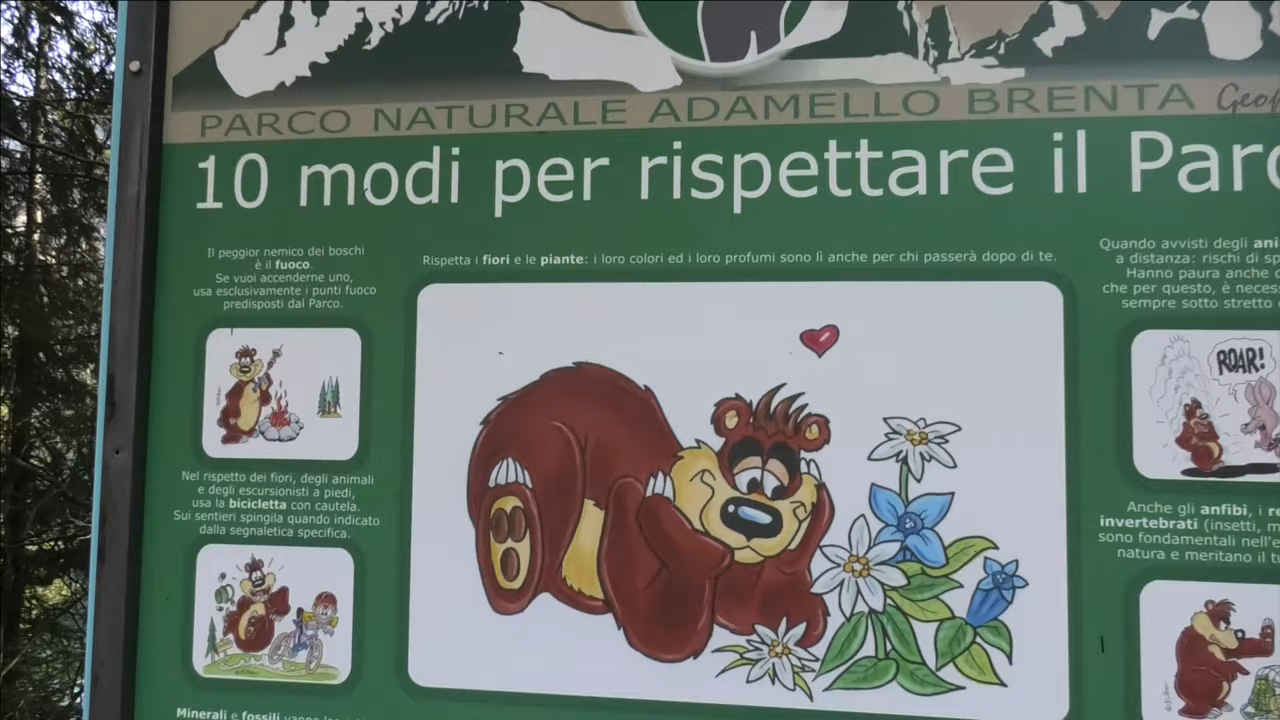 PARCO NATURALE ADAMELLO BRENTA
10 modi per rispettare il Parc
Il peggior nemico dei boschi
è il fuoco.
Se vuoi accenderne uno,
usa esclusivamente i punti fuoco
predisposti dal Parco.
Nel rispetto dei fiori, degli animali
e degli escursionisti a piedi,
usa la bicicletta con cautela.
Sui sentieri spingila quando indicato
dalla segnaletica specifica.
Minerali e fossili vanno
Rispetta i fiori e le piante: i loro colori ed i loro profumi sono lì anche per chi passerà dopo di te.
Quando avvisti degli ani
a distanza: rischi di sp
Hanno paura anche
che per questo, è neces
sempre sotto stretto
ROAR!
Anche gli anfibi, i re
invertebrati (insetti, m
sono fondamentali nell'e
natura e meritano il